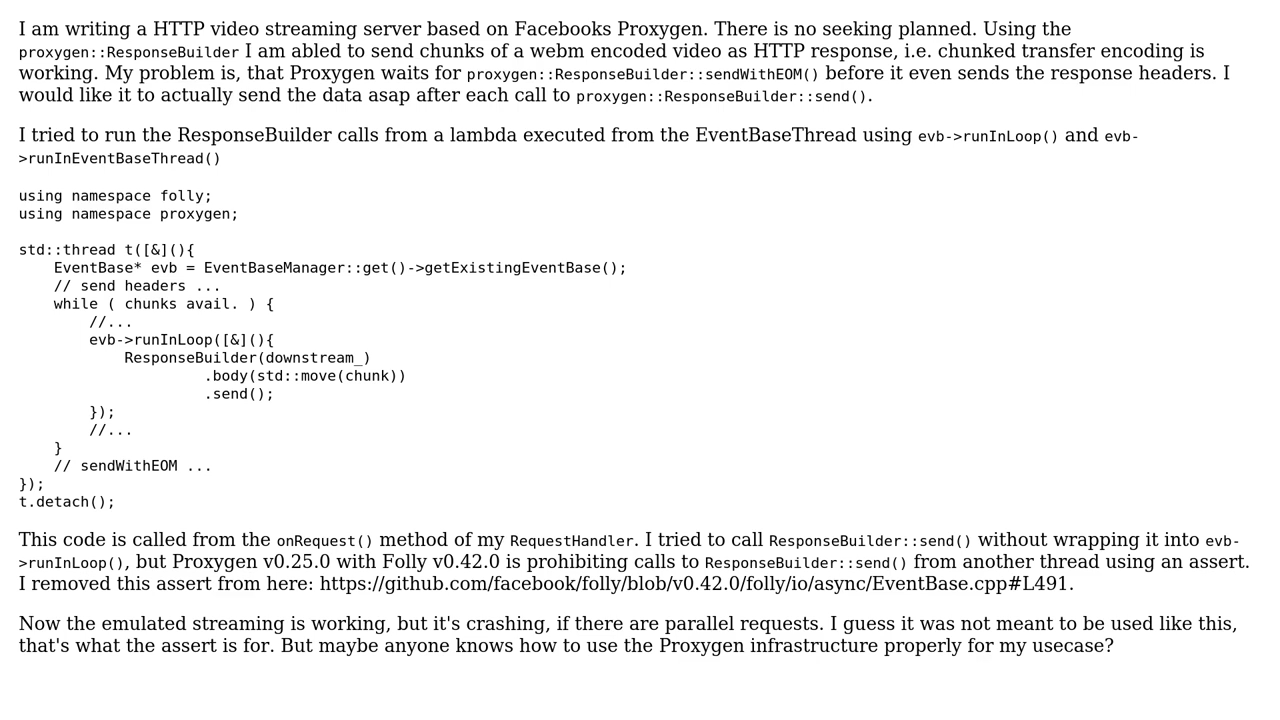 I am writing a HTTP video streaming server based on Facebooks Proxygen. There is no seeking planned. Using the
proxygen::ResponseBuilder I am abled to send chunks of a webm encoded video as HTTP response, i.e. chunked transfer encoding is
working. My problem is, that Proxygen waits for proxygen::ResponseBuilder::sendWithEOM() before it even sends the response headers. I
would like it to actually send the data asap after each call to proxygen::ResponseBuilder::send().
I tried to run the ResponseBuilder calls from a lambda executed from the EventBaseThread using evb->runInLoop() and evb-
>runInEventBaseThread()
using namespace folly;
using namespace proxygen;
std::thread t([&](){
    EventBase* evb = EventBaseManager::get()->getExistingEventBase();
    // send headers ...
    while ( chunks avail. ) {
        //...
        evb->runInLoop([&](){
            ResponseBuilder(downstream_)
                     .body(std::move(chunk))
                     .send();
        });
        //...
    }
    // sendWithEOM ...
});
t.detach();
This code is called from the onRequest() method of my RequestHandler. I tried to call ResponseBuilder::send() without wrapping it into evb-
>runInLoop(), but Proxygen v0.25.0 with Folly v0.42.0 is prohibiting calls to ResponseBuilder::send() from another thread using an assert.
I removed this assert from here: https://github.com/facebook/folly/blob/v0.42.0/folly/io/async/EventBase.cpp#L491.
Now the emulated streaming is working, but it's crashing, if there are parallel requests. I guess it was not meant to be used like this,
that's what the assert is for. But maybe anyone knows how to use the Proxygen infrastructure properly for my usecase?